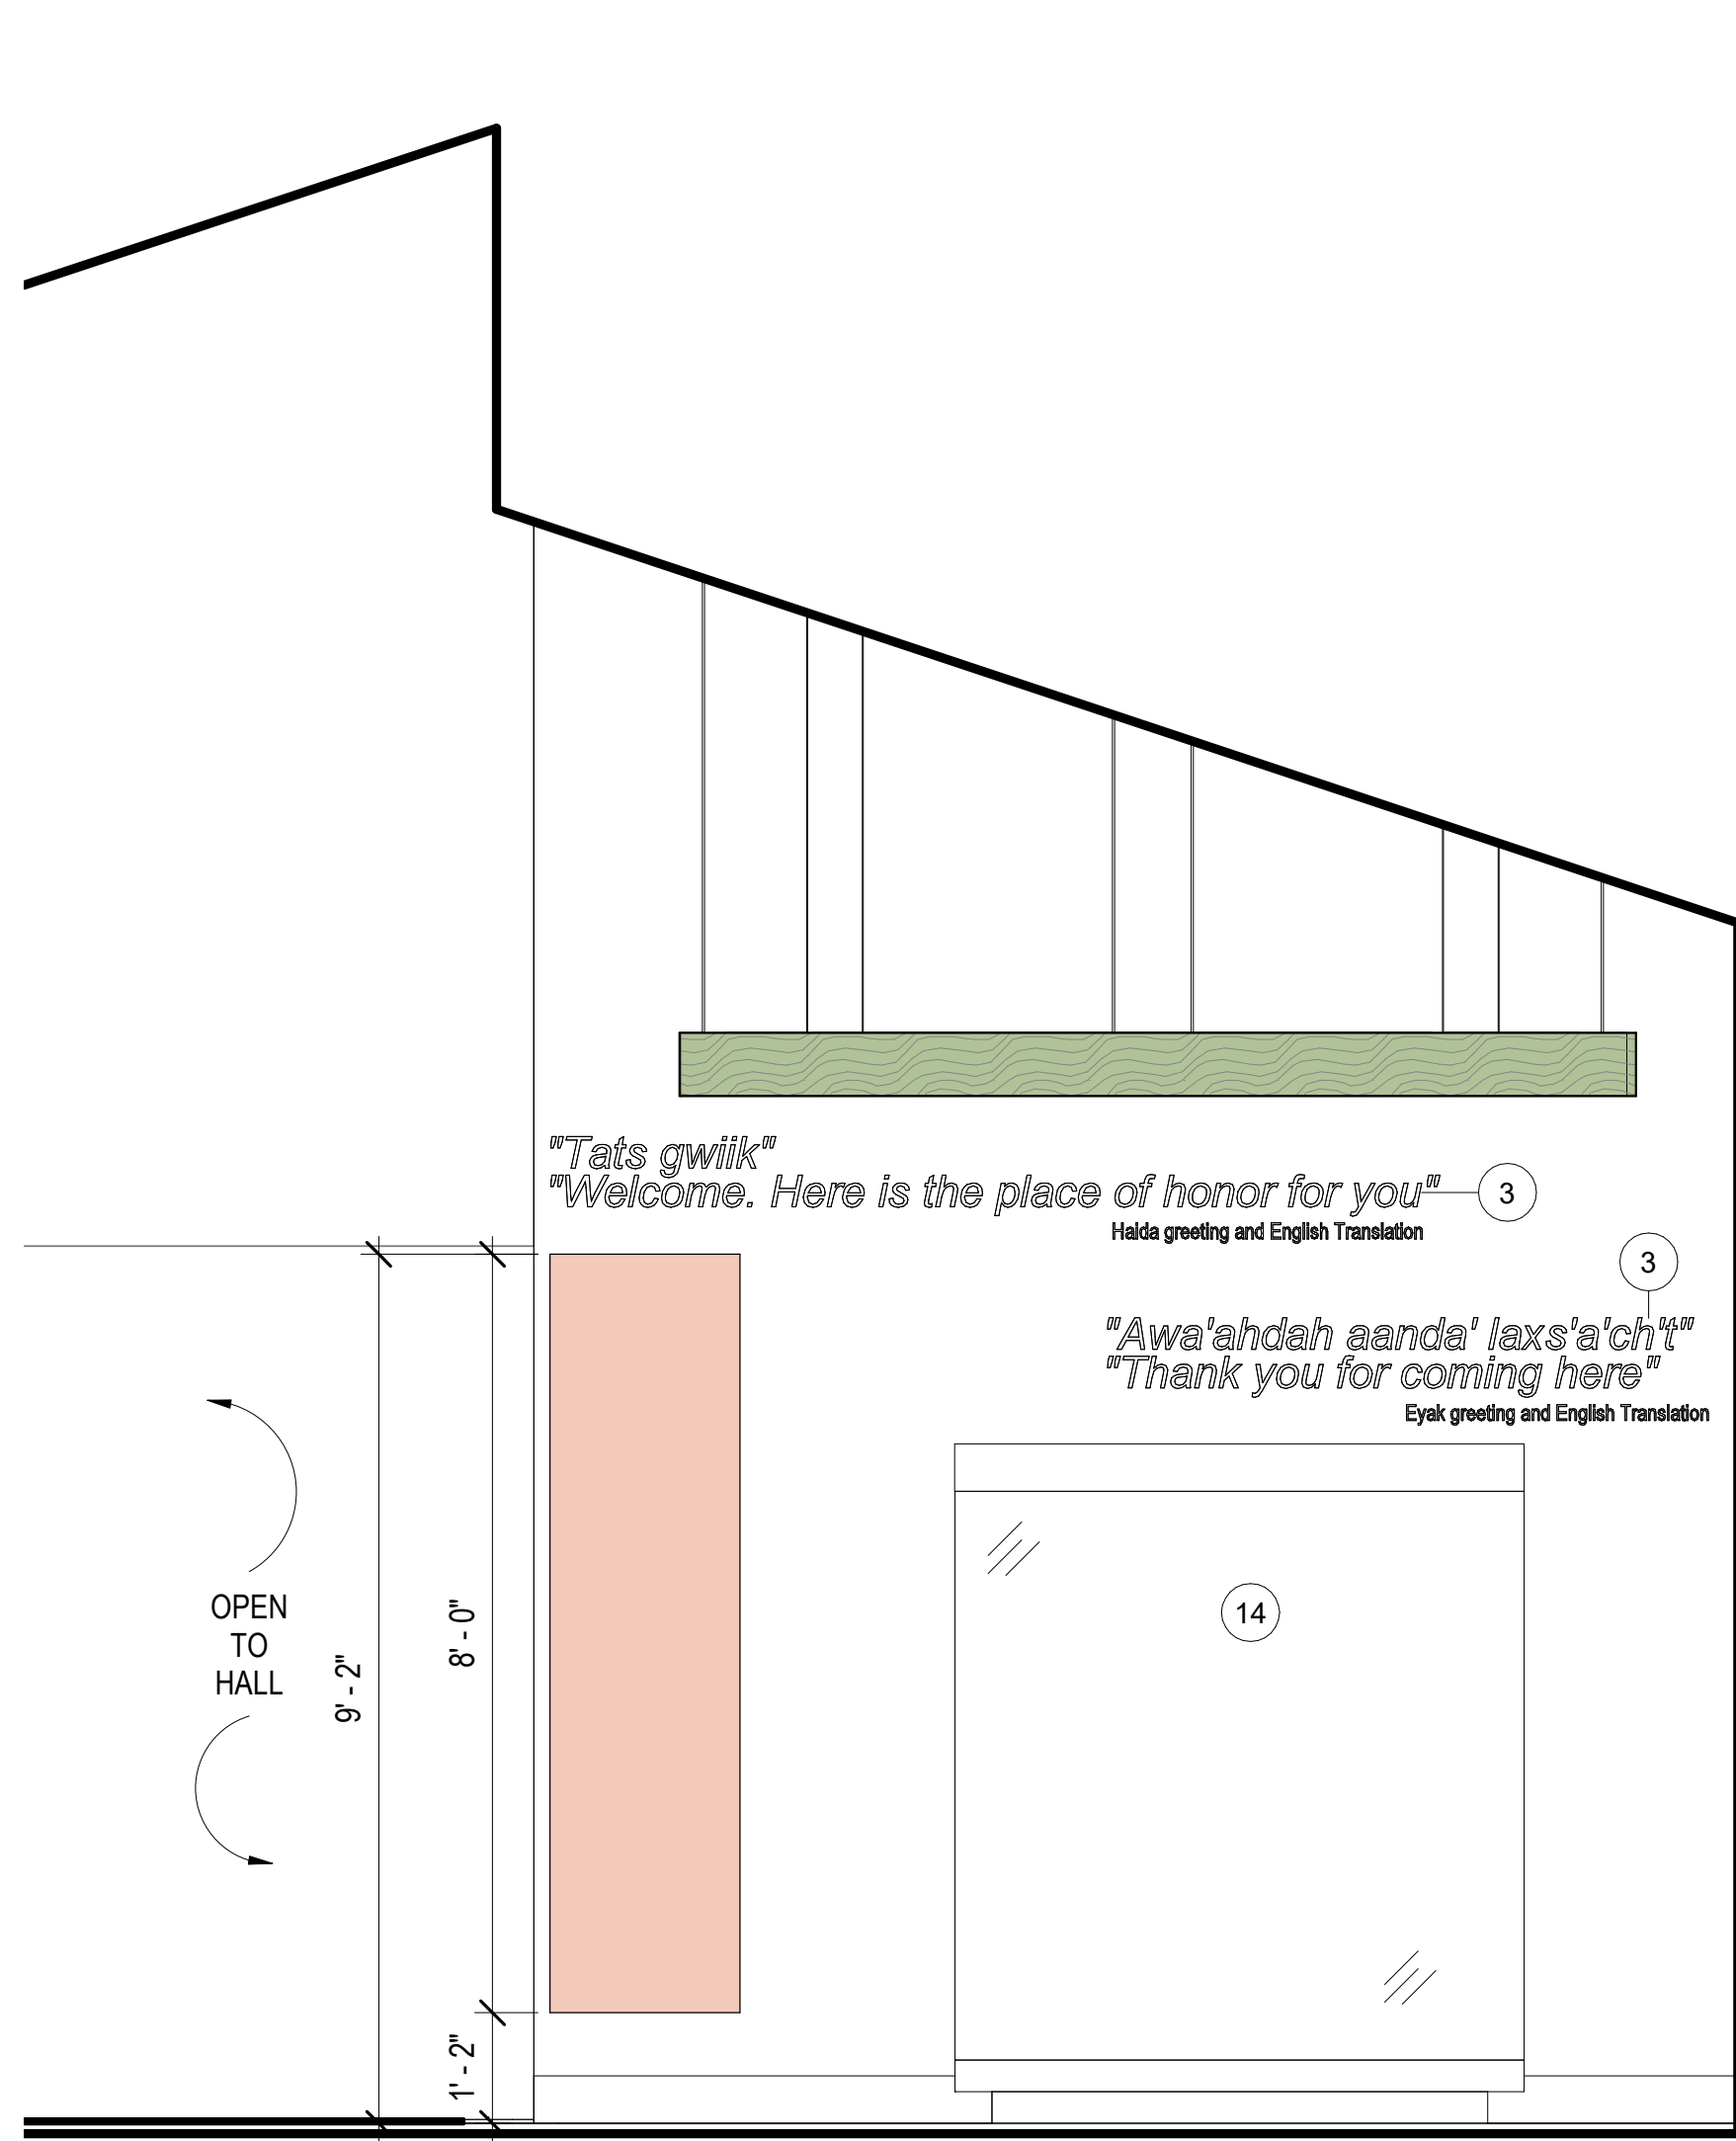 "Tats gwiik"
"Welcome. Here is the place of honor for you"
3
Haida greeting and English Translation
3
"Awa'ahdah aanda' laxs'a'ch't"
"Thank you for coming here"
Eyak greeting and English Translation
OPEN
TO
HALL
9' - 2"
8' - 0"
14
1' - 2"